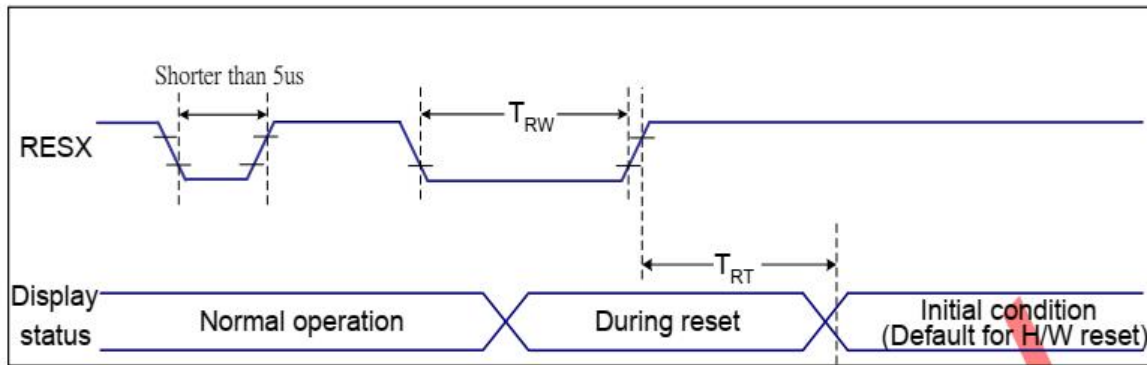 Shorter than 5us
RESX
TRW
TRT
Display
status
Normal operation
During reset
Initial condition
(Default for H/W reset)